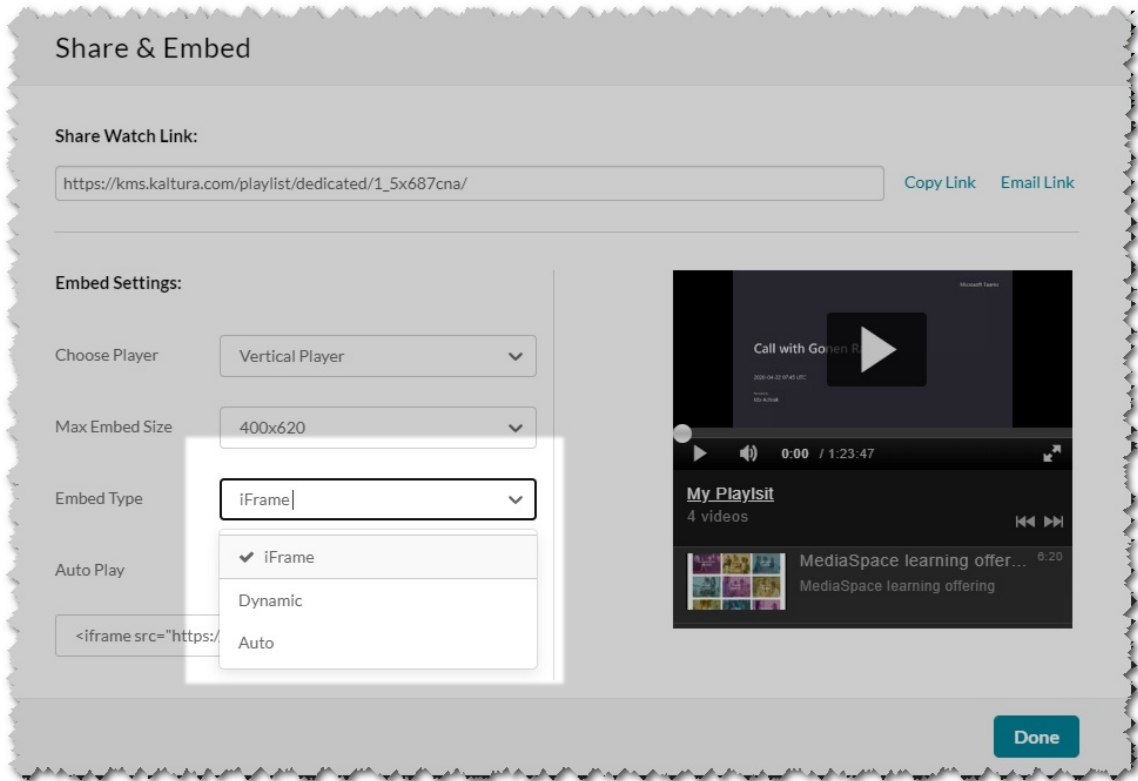 Share & Embed
Share Watch Link:
https://kms.kaltura.com/playlist/dedicated/1_5x687cna/
Copy Link Email Link
Embed Settings:
Choose Player Vertical Player
Max Embed Size 400x620
Embed Type iFrame
✔ iFrame
Dynamic
Auto
Auto Play
<iframe src="https:/
Microsoft Teams
Call with Gonen R
0:00 / 1:23:47
My Playlsit
4 videos
MediaSpace learning offer... 6:20
MediaSpace learning offering
Done